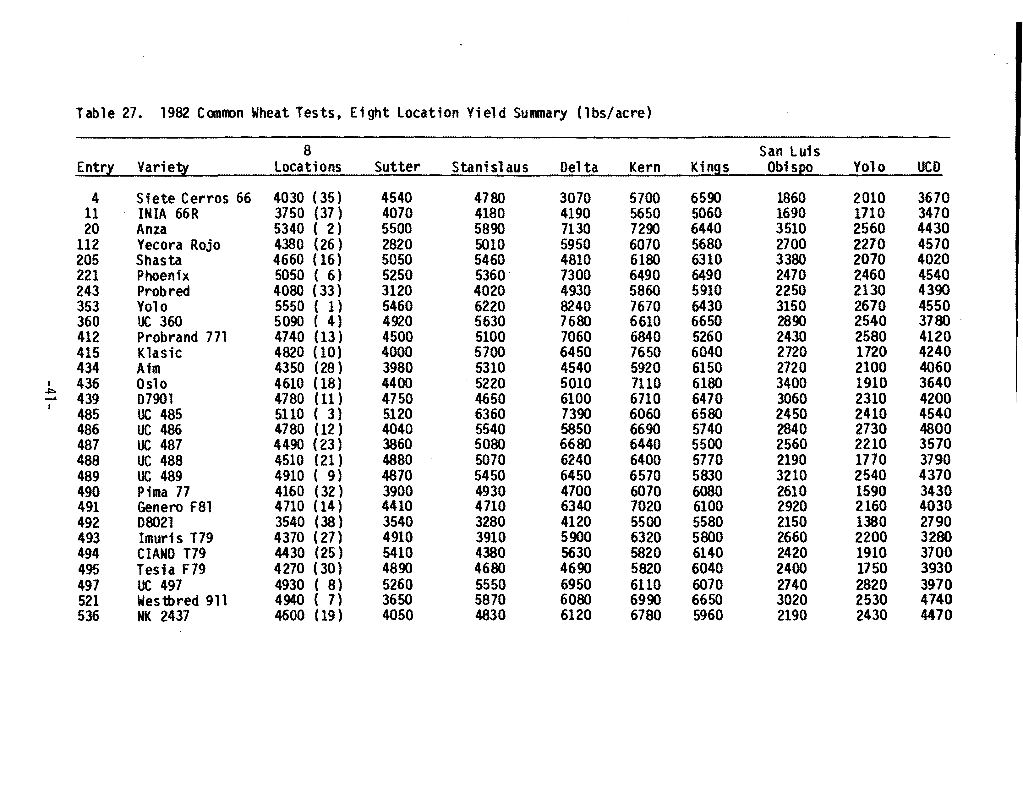 Table 27. 1982 Common Wheat Tests, Eight Location Yield Summary (lbs/acre)
8 San Luis
Entry Variety Locations Sutter Stanislaus Delta Kern Kings Obispo Yolo UCD
4 Siete Cerros 66 4030 (35) 4540 4780 3070 5700 6590 1860 2010 3670
11 INIA 66R 3750 (37) 4070 4180 4190 5650 5060 1690 1710 3470
20 Anza 5340 ( 2) 5500 5890 7130 7290 6440 3510 2560 4430
112 Yecora Rojo 4380 (26) 2820 5010 5950 6070 5680 2700 2270 4570
205 Shasta 4660 (16) 5050 5460 4810 6180 6310 3380 2070 4020
221 Phoenix 5050 ( 6) 5250 5360 7300 6490 6490 2470 2460 4540
243 Probred 4080 (33) 3120 4020 4930 5860 5910 2250 2130 4390
353 Yolo 5550 ( 1) 5460 6220 8240 7670 6430 3150 2670 4550
360 UC 360 5090 ( 4) 4920 5630 7680 6610 6650 2890 2540 3780
412 Probrand 771 4740 (13) 4500 5100 7060 6840 5260 2430 2580 4120
415 Klasic 4820 (10) 4000 5700 6450 7650 6040 2720 1720 4240
434 Aim 4350 (28) 3980 5310 4540 5920 6150 2720 2100 4060
436 Oslo 4610 (18) 4400 5220 5010 7110 6180 3400 1910 3640
439 D7901 4780 (11) 4750 4650 6100 6710 6470 3060 2310 4200
485 UC 485 5110 ( 3) 5120 6360 7390 6060 6580 2450 2410 4540
486 UC 486 4780 (12) 4040 5540 5850 6690 5740 2840 2730 4800
487 UC 487 4490 (23) 3860 5080 6680 6440 5500 2560 2210 3570
488 UC 488 4510 (21) 4880 5070 6240 6400 5770 2190 1770 3790
489 UC 489 4910 ( 9) 4870 5450 6450 6570 5830 3210 2540 4370
490 Pima 77 4160 (32) 3900 4930 4700 6070 6080 2610 1590 3430
491 Genero F81 4710 (14) 4410 4710 6340 7020 6100 2920 2160 4030
492 D8021 3540 (38) 3540 3280 4120 5500 5580 2150 1380 2790
493 Imuris T79 4370 (27) 4910 3910 5900 6320 5800 2660 2200 3280
494 CIANO T79 4430 (25) 5410 4380 5630 5820 6140 2420 1910 3700
495 Tesia F79 4270 (30) 4890 4680 4690 5820 6040 2400 1750 3930
497 UC 497 4930 ( 8) 5260 5550 6950 6110 6070 2740 2820 3970
521 Westbred 911 4940 ( 7) 3650 5870 6080 6990 6650 3020 2530 4740
536 NK 2437 4600 (19) 4050 4830 6120 6780 5960 2190 2430 4470
-41-